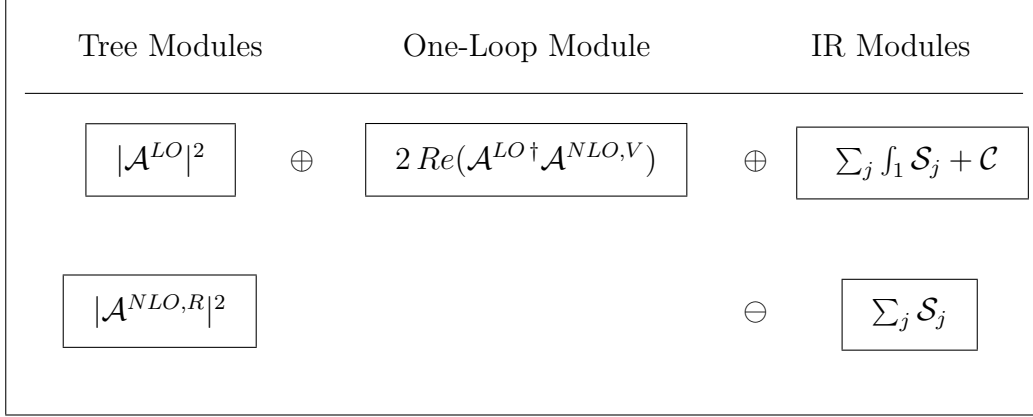 Tree Modules One-Loop Module IR Modules
|𝒜^{LO}|^2 ⊕ 2 Re(𝒜^{LO †}𝒜^{NLO,V}) ⊕ ∑_j ∫_1 𝒮_j + 𝒞
|𝒜^{NLO,R}|^2 ⊖ ∑_j 𝒮_j